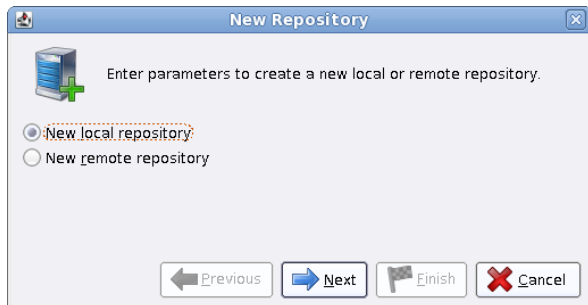 New Repository
Enter parameters to create a new local or remote repository.
New local repository
New remote repository
Previous Next Finish Cancel